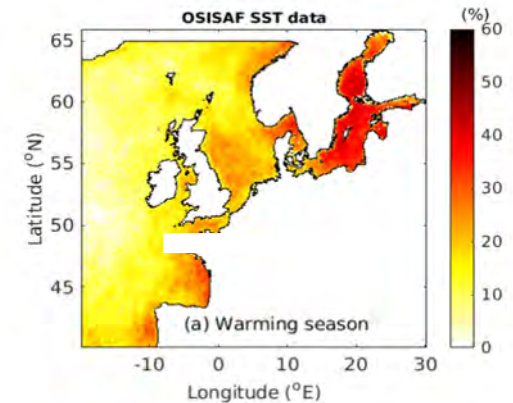 OSISAF SST data
(%)
65
60
55
50
45
Latitude (°N)
60
50
40
30
20
10
0
(a) Warming season
-10 0 10 20 30
Longitude (°E)